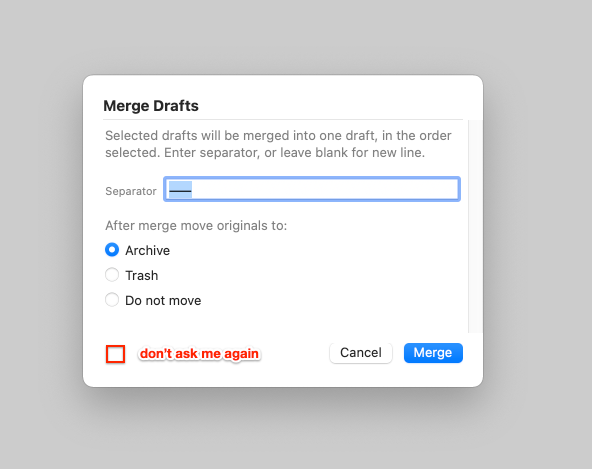 Merge Drafts
Selected drafts will be merged into one draft, in the order
selected. Enter separator, or leave blank for new line.
Separator
After merge move originals to:
Archive
Trash
Do not move
don't ask me again
Cancel
Merge